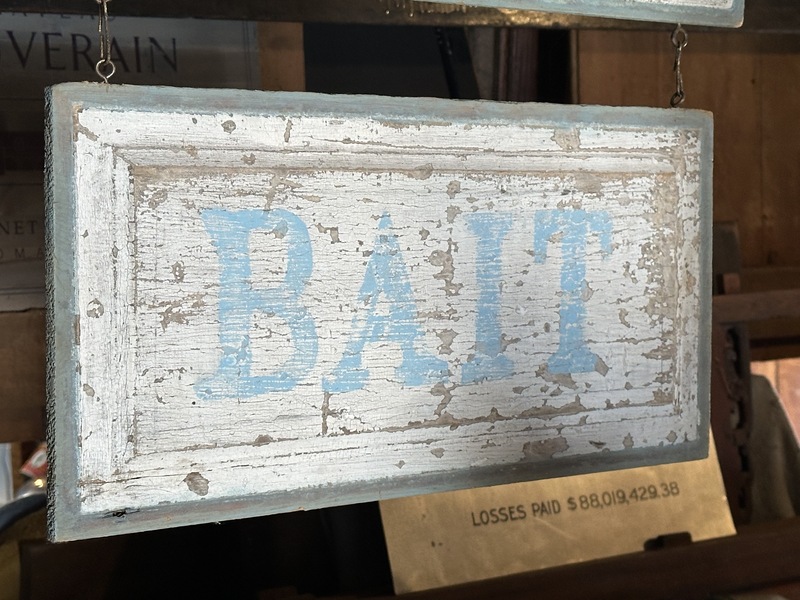 VERAIN
BAIT
LOSSES PAID $88,019,429.38